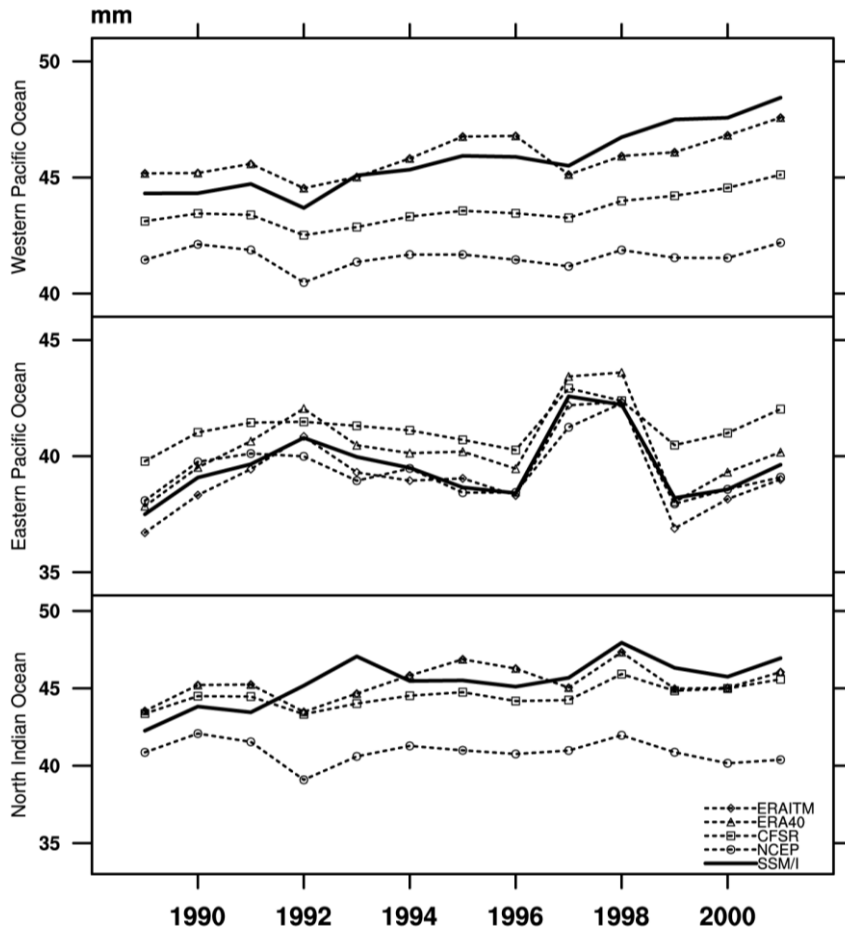 mm
50
45
40
Western Pacific Ocean
45
40
35
Eastern Pacific Ocean
50
45
40
35
North Indian Ocean
ERAITM
ERA40
CFSR
NCEP
SSM/I
1990 1992 1994 1996 1998 2000